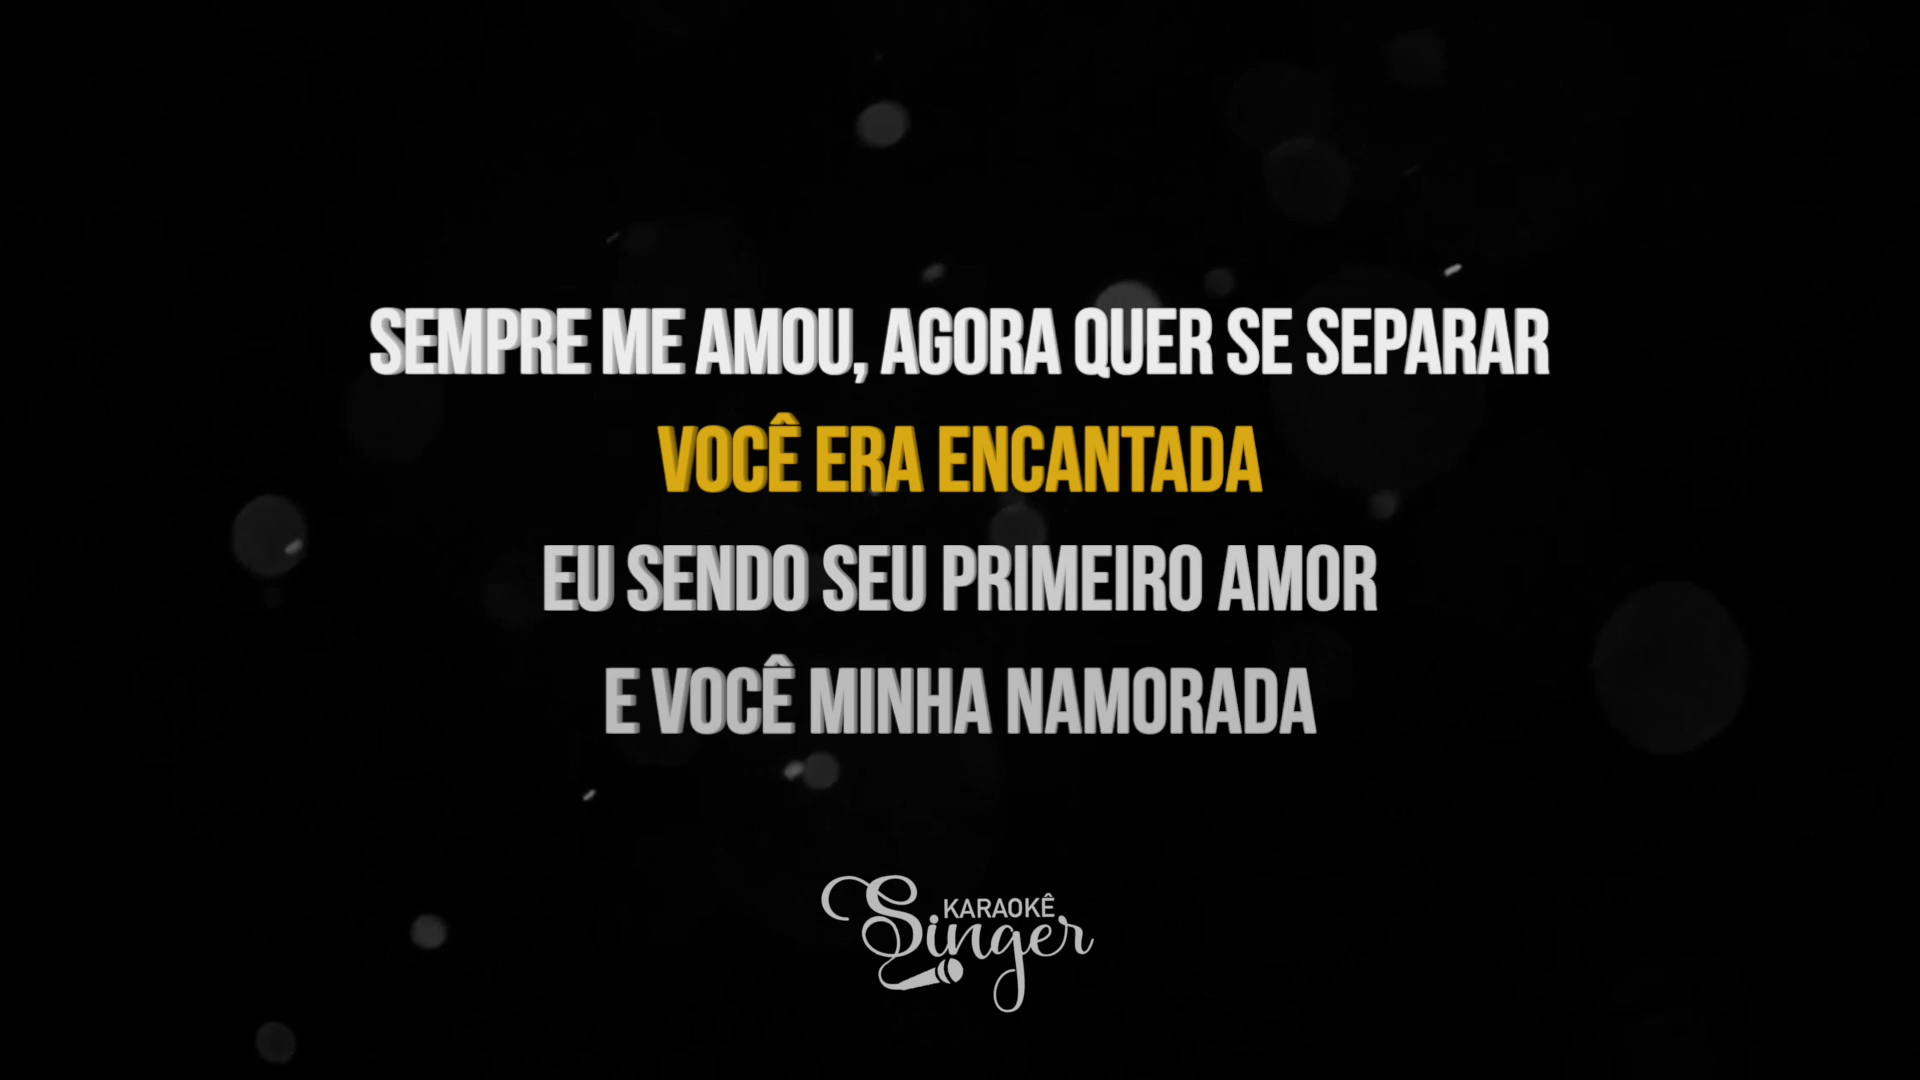 SEMPRE ME AMOU, AGORA QUER SE SEPARAR
VOCÊ ERA ENCANTADA
EU SENDO SEU PRIMEIRO AMOR
E VOCÊ MINHA NAMORADA
KARAOKÊ
Singer